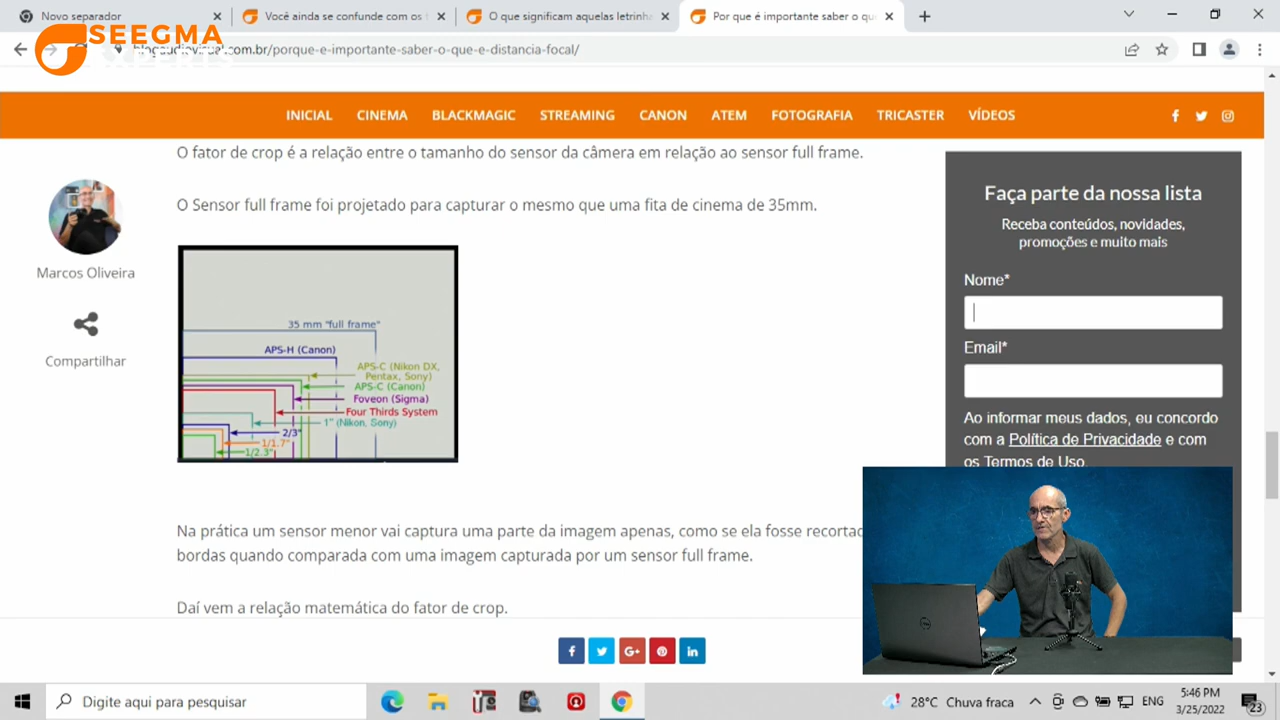 Novo separador
Você ainda se confunde com os f
O que significam aquelas letrinha
Por que é importante saber o que
SEEGMA
EXPERTS
blogaudiovisual.com.br/porque-e-importante-saber-o-que-e-distancia-focal/
INICIAL CINEMA BLACKMAGIC STREAMING CANON ATEM FOTOGRAFIA TRICASTER VÍDEOS
O fator de crop é a relação entre o tamanho do sensor da câmera em relação ao sensor full frame.
O Sensor full frame foi projetado para capturar o mesmo que uma fita de cinema de 35mm.
Marcos Oliveira
Compartilhar
35 mm "full frame"
APS-H (Canon)
APS-C (Nikon DX,
Pentax, Sony)
APS-C (Canon)
Foveon (Sigma)
Four Thirds System
1" (Nikon, Sony)
2/3"
1/1.7"
1/2.3"
Na prática um sensor menor vai captura uma parte da imagem apenas, como se ela fosse recortad
bordas quando comparada com uma imagem capturada por um sensor full frame.
Daí vem a relação matemática do fator de crop.
Faça parte da nossa lista
Receba conteúdos, novidades,
promoções e muito mais
Nome*
Email*
Ao informar meus dados, eu concordo
com a Política de Privacidade e com
os Termos de Uso.
G+
Digite aqui para pesquisar
28°C Chuva fraca
ENG
5:46 PM
3/25/2022
23